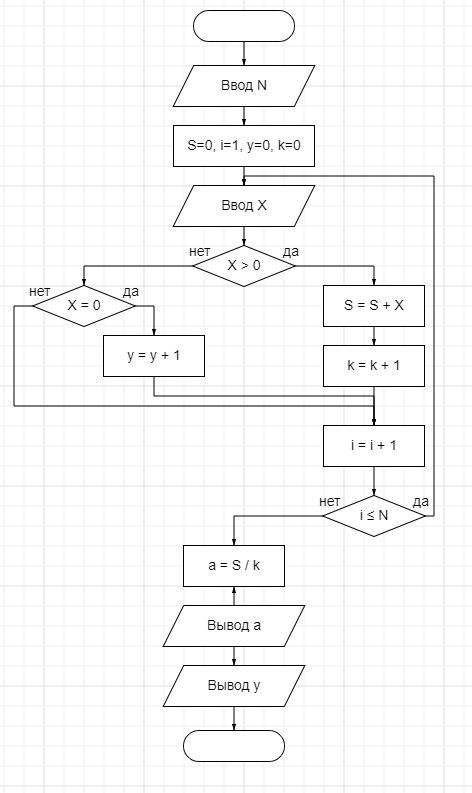 Ввод N
S=0, i=1, y=0, k=0
Ввод X
нет
да
X > 0
нет
да
X = 0
S = S + X
y = y + 1
k = k + 1
i = i + 1
нет
да
i ≤ N
a = S / k
Вывод a
Вывод y